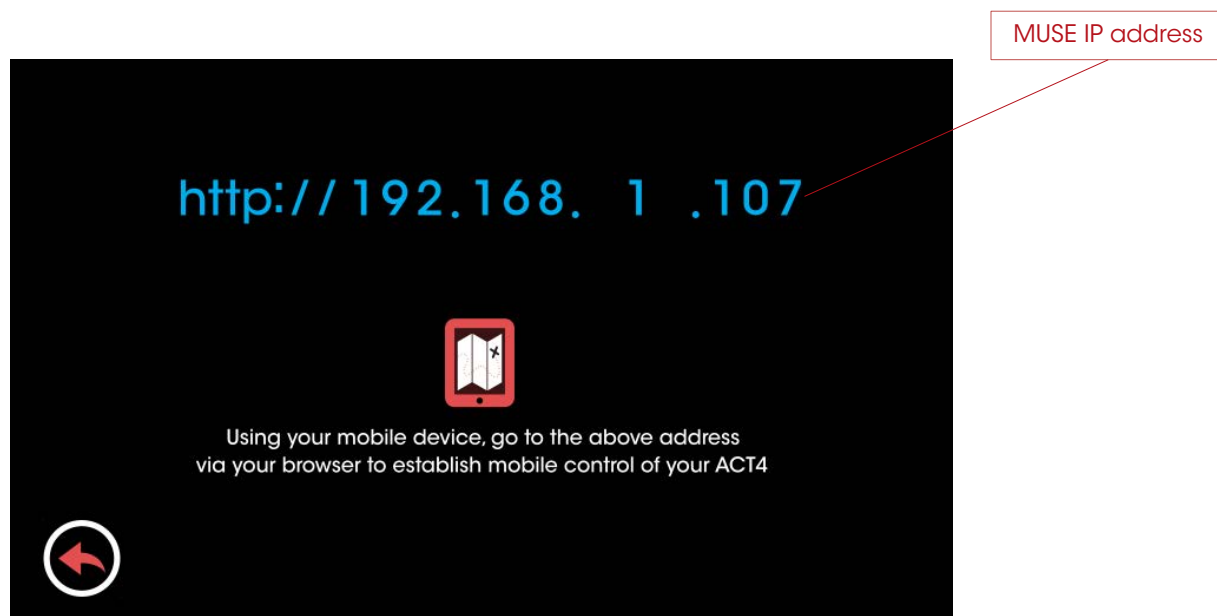 MUSE IP address
http://192.168. 1 .107
Using your mobile device, go to the above address
via your browser to establish mobile control of your ACT4